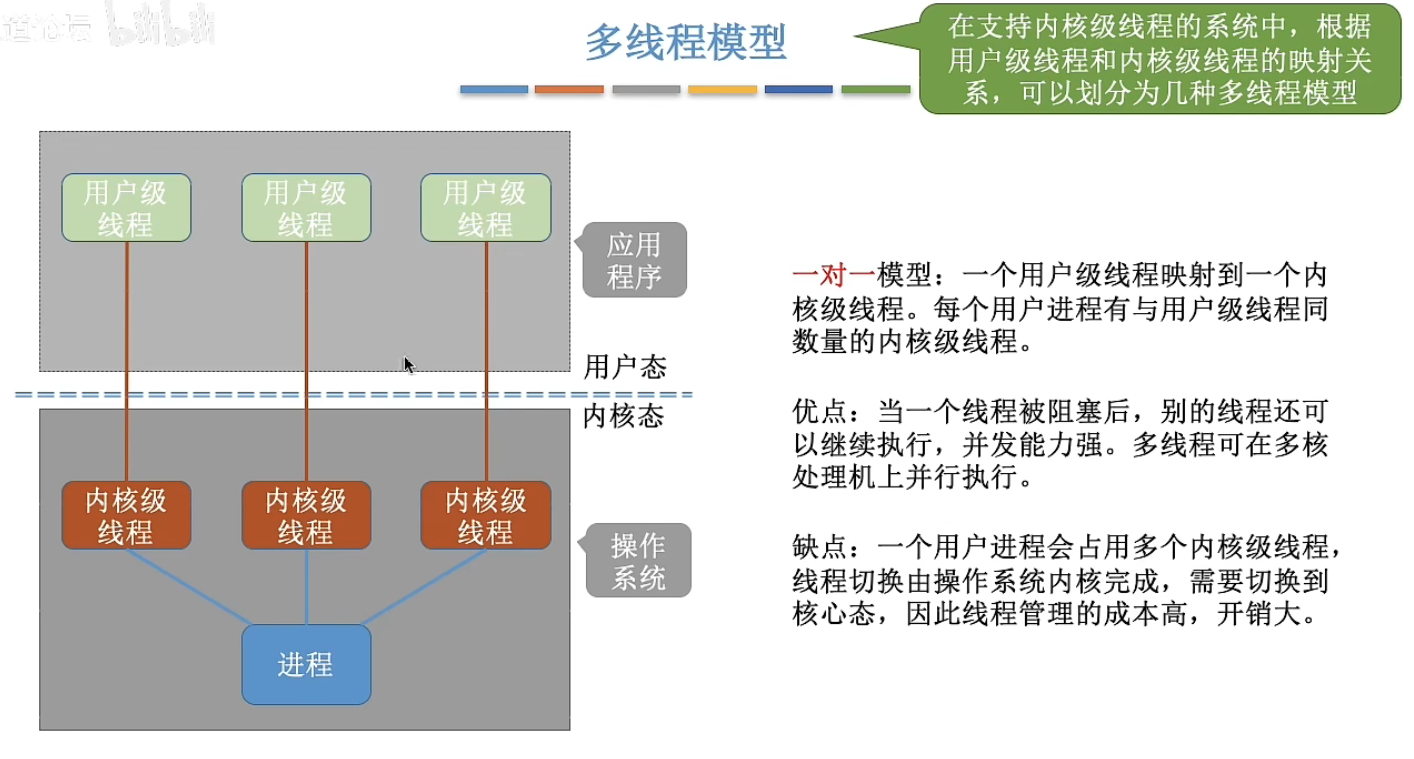 道论坛 bilibili
多线程模型
在支持内核级线程的系统中，根据
用户级线程和内核级线程的映射关
系，可以划分为几种多线程模型
用户级
线程
用户级
线程
用户级
线程
应用
程序
用户态
内核态
内核级
线程
内核级
线程
内核级
线程
操作
系统
进程
一对一模型：一个用户级线程映射到一个内
核级线程。每个用户进程有与用户级线程同
数量的内核级线程。
优点：当一个线程被阻塞后，别的线程还可
以继续执行，并发能力强。多线程可在多核
处理机上并行执行。
缺点：一个用户进程会占用多个内核级线程，
线程切换由操作系统内核完成，需要切换到
核心态，因此线程管理的成本高，开销大。